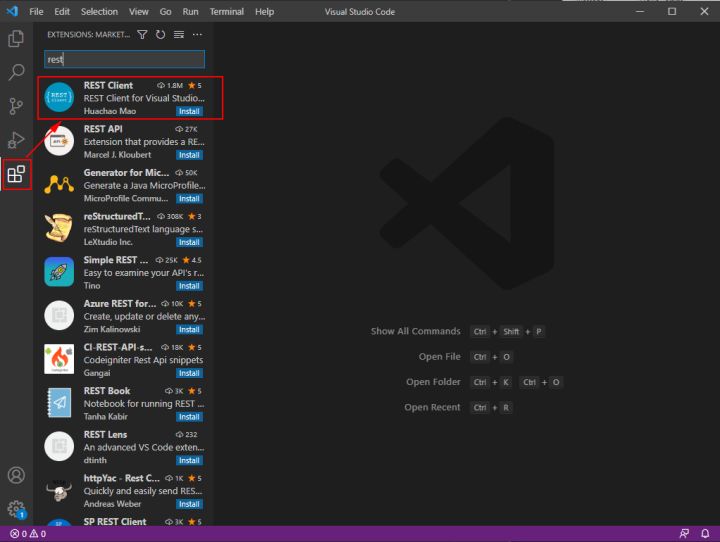 File Edit Selection View Go Run Terminal Help Visual Studio Code
EXTENSIONS: MARKET...
rest
REST Client 1.8M 5
REST Client for Visual Studio...
Huachao Mao Install
REST API 27K
Extension that provides a RE...
Marcel J. Kloubert Install
Generator for Mic... 50K
Generate a Java MicroProfile...
MicroProfile Commu... Install
reStructuredT... 308K 3
reStructuredText language s...
LeXtudio Inc. Install
Simple REST ... 25K 4.5
Easy to examine your API's r...
Tino Install
Azure REST for... 10K 5
Create, update or delete any...
Zim Kalinowski Install
CI-REST-API-s... 18K 5
Codeigniter Rest Api snippets
Gangai Install
REST Book 3K 5
Notebook for running REST ...
Tanha Kabir Install
REST Lens 232
An advanced VS Code exten...
dtinth Install
httpYac - Rest C... 1K 5
Quickly and easily send RES...
Andreas Weber Install
SP REST Client 3K 5
Show All Commands Ctrl + Shift + P
Open File Ctrl + O
Open Folder Ctrl + K Ctrl + O
Open Recent Ctrl + R
1
0 0